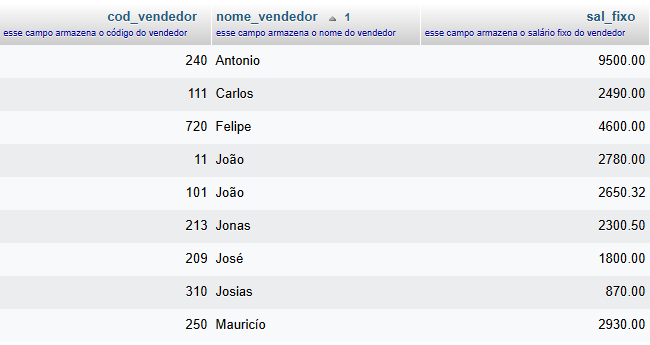 cod_vendedor nome_vendedor 1 sal_fixo
esse campo armazena o código do vendedor esse campo armazena o nome do vendedor esse campo armazena o salário fixo do vendedor
240 Antonio 9500.00
111 Carlos 2490.00
720 Felipe 4600.00
11 João 2780.00
101 João 2650.32
213 Jonas 2300.50
209 José 1800.00
310 Josias 870.00
250 Maurício 2930.00